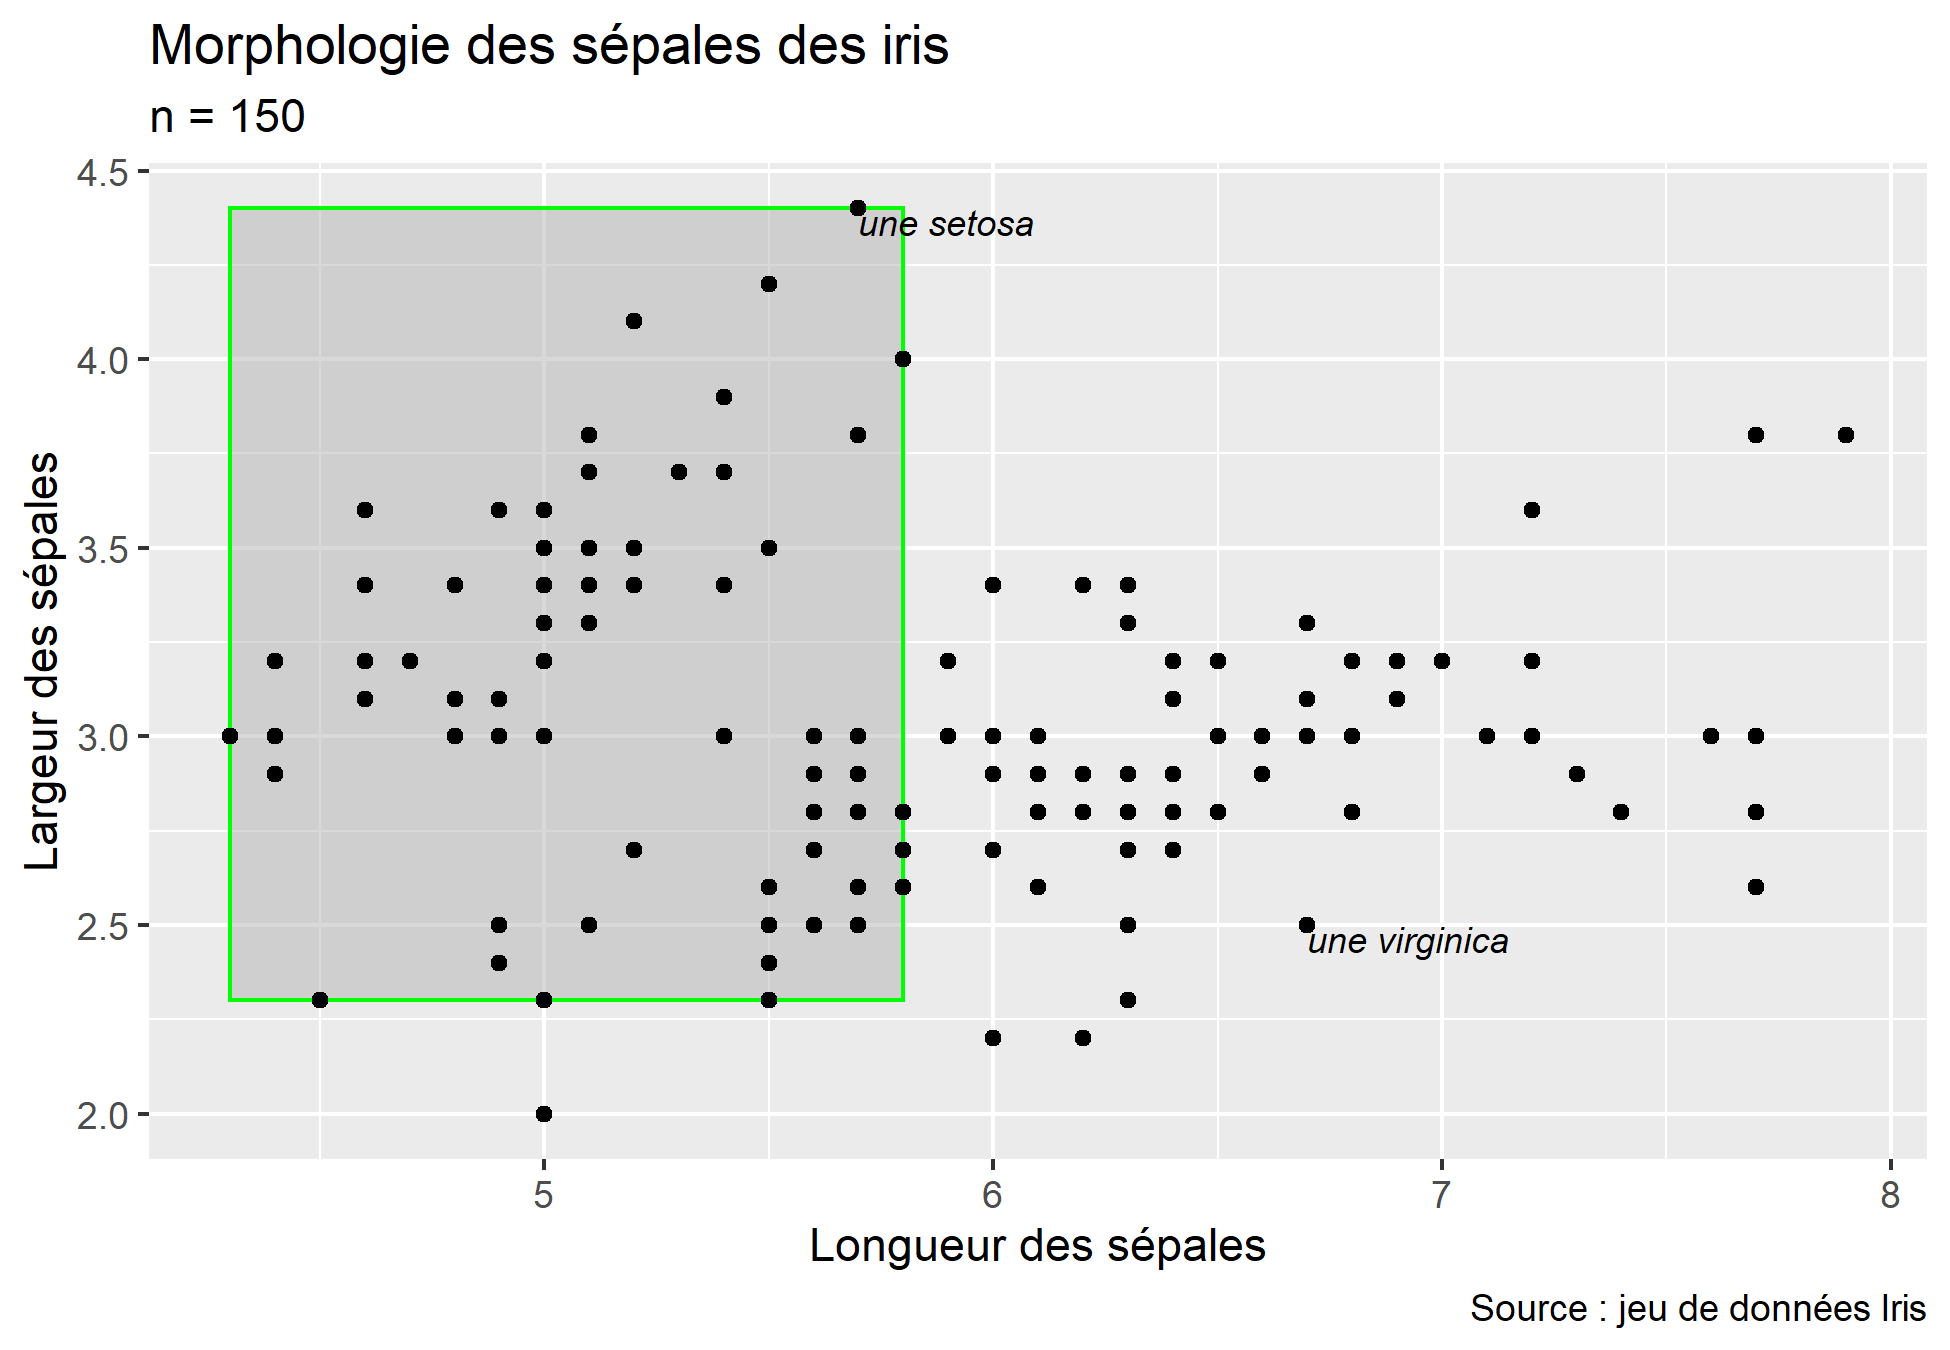 Morphologie des sépales des iris
n = 150
4.5
4.0
3.5
3.0
2.5
2.0
Largeur des sépales
une setosa
une virginica
5 6 7 8
Longueur des sépales
Source : jeu de données Iris